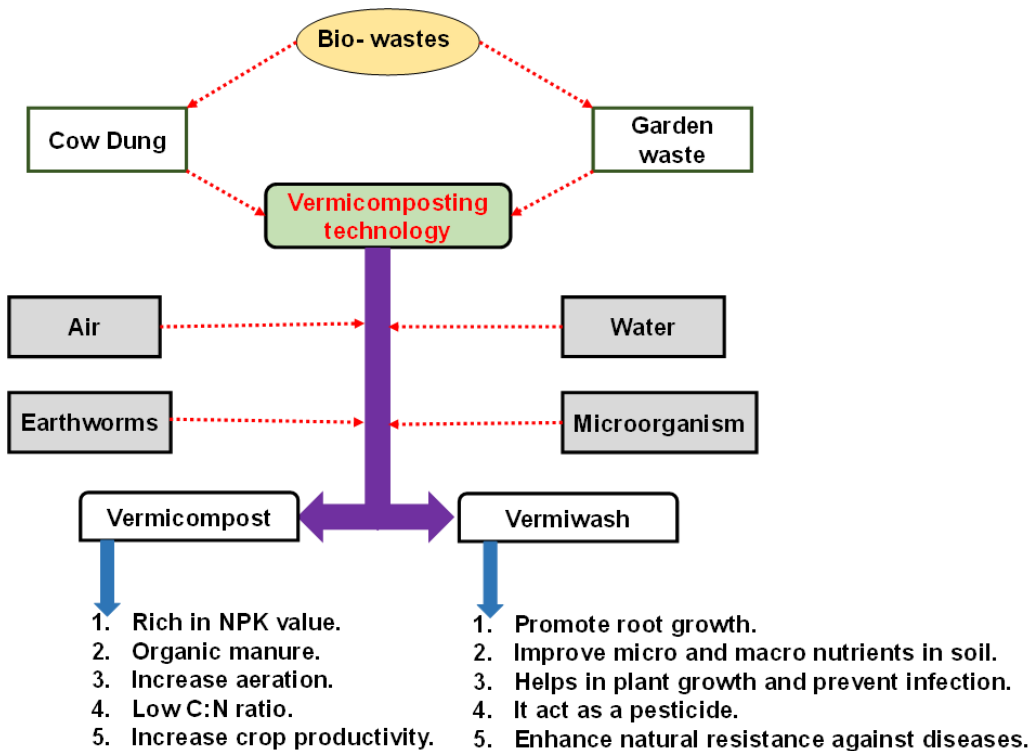 Bio- wastes
Cow Dung
Garden
waste
Vermicomposting
technology
Air
Water
Earthworms
Microorganism
Vermicompost
Vermiwash
1. Rich in NPK value.
2. Organic manure.
3. Increase aeration.
4. Low C:N ratio.
5. Increase crop productivity.
1. Promote root growth.
2. Improve micro and macro nutrients in soil.
3. Helps in plant growth and prevent infection.
4. It act as a pesticide.
5. Enhance natural resistance against diseases.